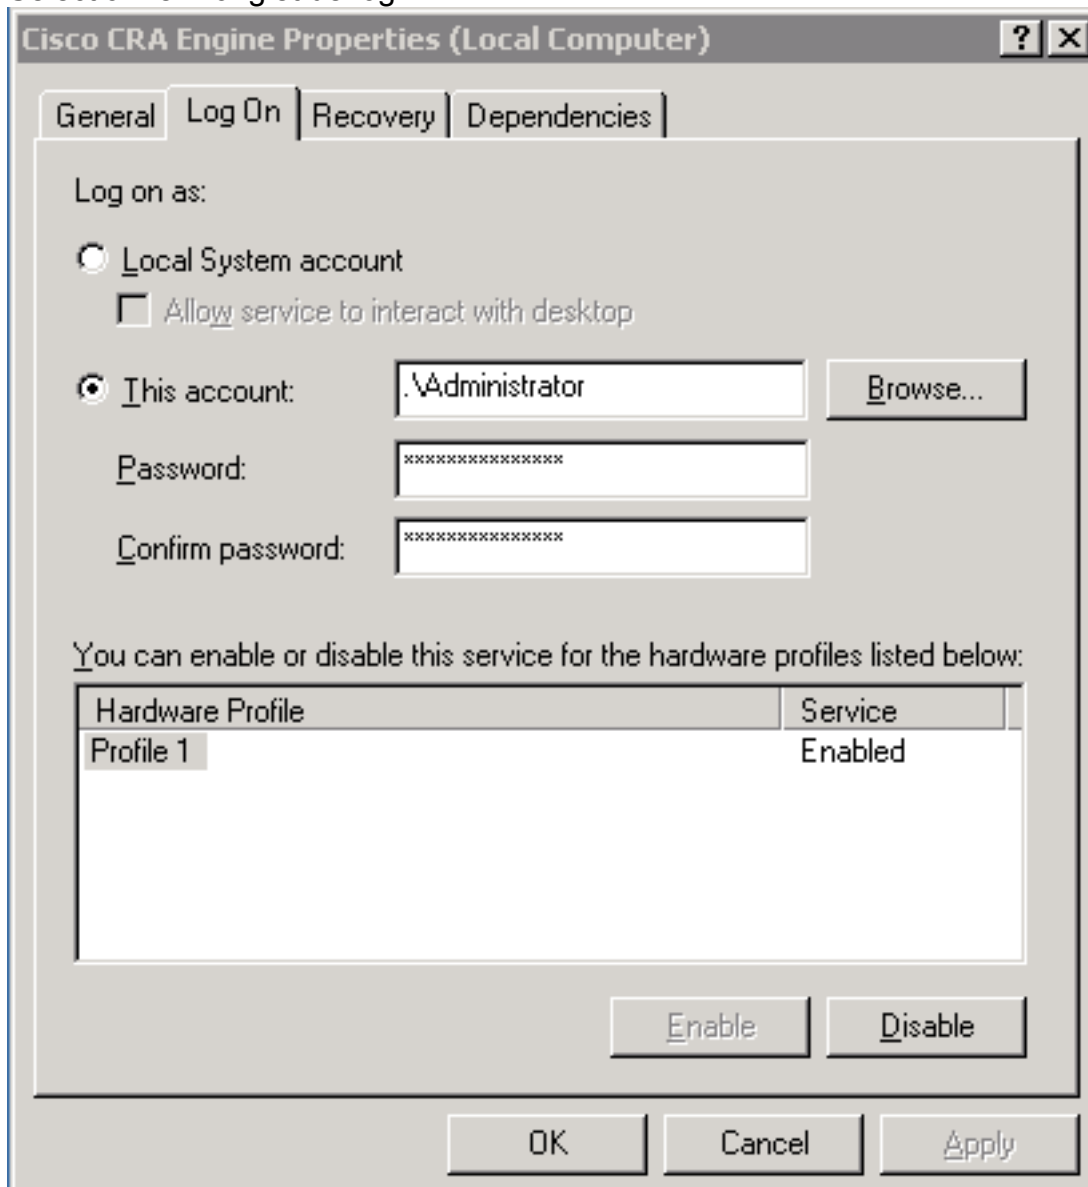 Cisco CRA Engine Properties (Local Computer) ? X
General Log On Recovery Dependencies
Log on as:
Local System account
Allow service to interact with desktop
This account: .\Administrator Browse...
Password: ***************
Confirm password: ***************
You can enable or disable this service for the hardware profiles listed below:
Hardware Profile Service
Profile 1 Enabled
Enable Disable
OK Cancel Apply